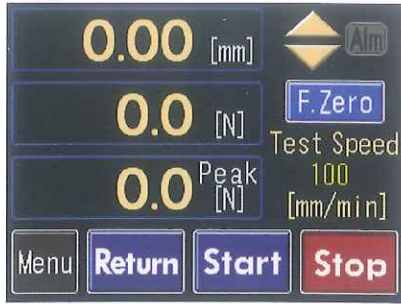 0.00 [mm]
Alm
0.0 [N]
F.Zero
Test Speed
100
[mm/min]
0.0 Peak
[N]
Menu
Return
Start
Stop